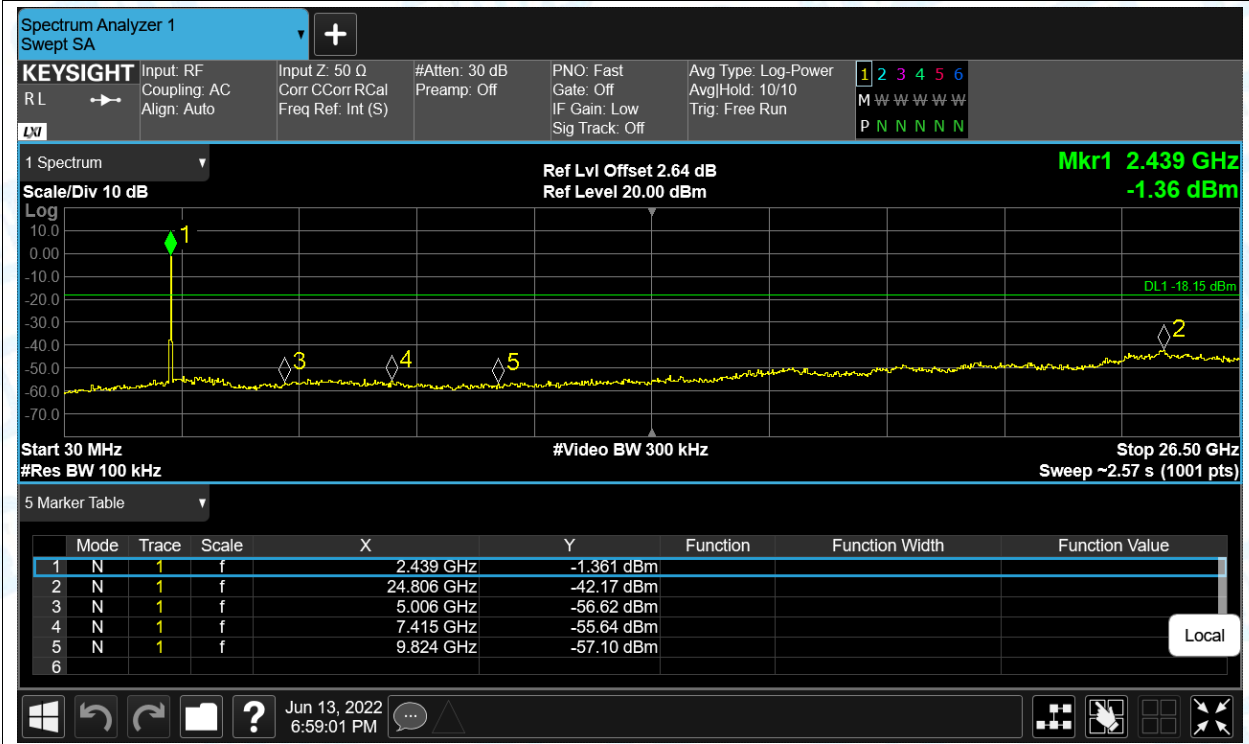 Spectrum Analyzer 1
Swept SA
+
KEYSIGHT Input: RF Input Z: 50 Ω #Atten: 30 dB PNO: Fast Avg Type: Log-Power 1 2 3 4 5 6
R L Coupling: AC Corr CCorr RCal Preamp: Off Gate: Off Avg|Hold: 10/10 M W W W W W
Align: Auto Freq Ref: Int (S) IF Gain: Low Trig: Free Run
LXI Sig Track: Off P N N N N N
1 Spectrum
Ref Lvl Offset 2.64 dB Mkr1 2.439 GHz
Scale/Div 10 dB Ref Level 20.00 dBm -1.36 dBm
Log
10.0
1
0.00
-10.0
DL1 -18.15 dBm
-20.0
-30.0
2
-40.0
3 4 5
-50.0
-60.0
-70.0
Start 30 MHz #Video BW 300 kHz Stop 26.50 GHz
#Res BW 100 kHz Sweep ~2.57 s (1001 pts)
5 Marker Table
Mode Trace Scale X Y Function Function Width Function Value
1 N 1 f 2.439 GHz -1.361 dBm
2 N 1 f 24.806 GHz -42.17 dBm
3 N 1 f 5.006 GHz -56.62 dBm
4 N 1 f 7.415 GHz -55.64 dBm
5 N 1 f 9.824 GHz -57.10 dBm
6
Local
?
Jun 13, 2022
6:59:01 PM